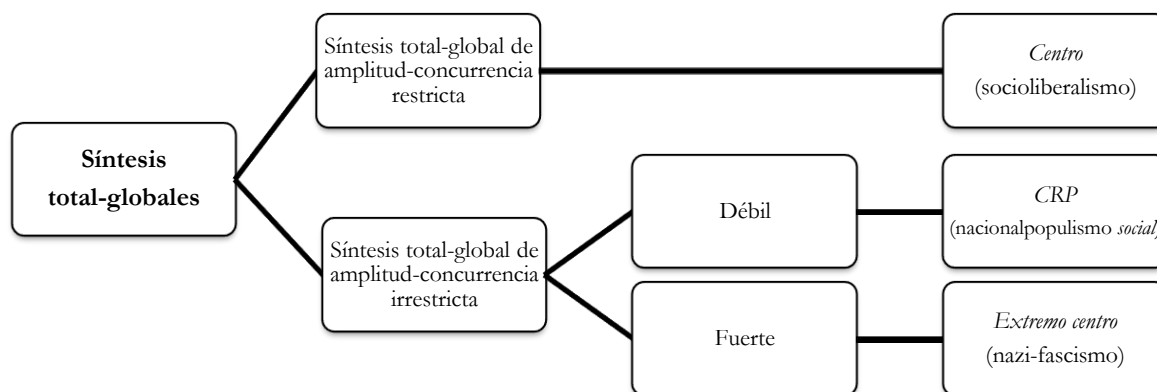 Síntesis
total-globales
Síntesis total-global de
amplitud-concurrencia
restricta
Centro
(socioliberalismo)
Síntesis total-global de
amplitud-concurrencia
irrestricta
Débil
CRP
(nacionalpopulismo social)
Fuerte
Extremo centro
(nazi-fascismo)